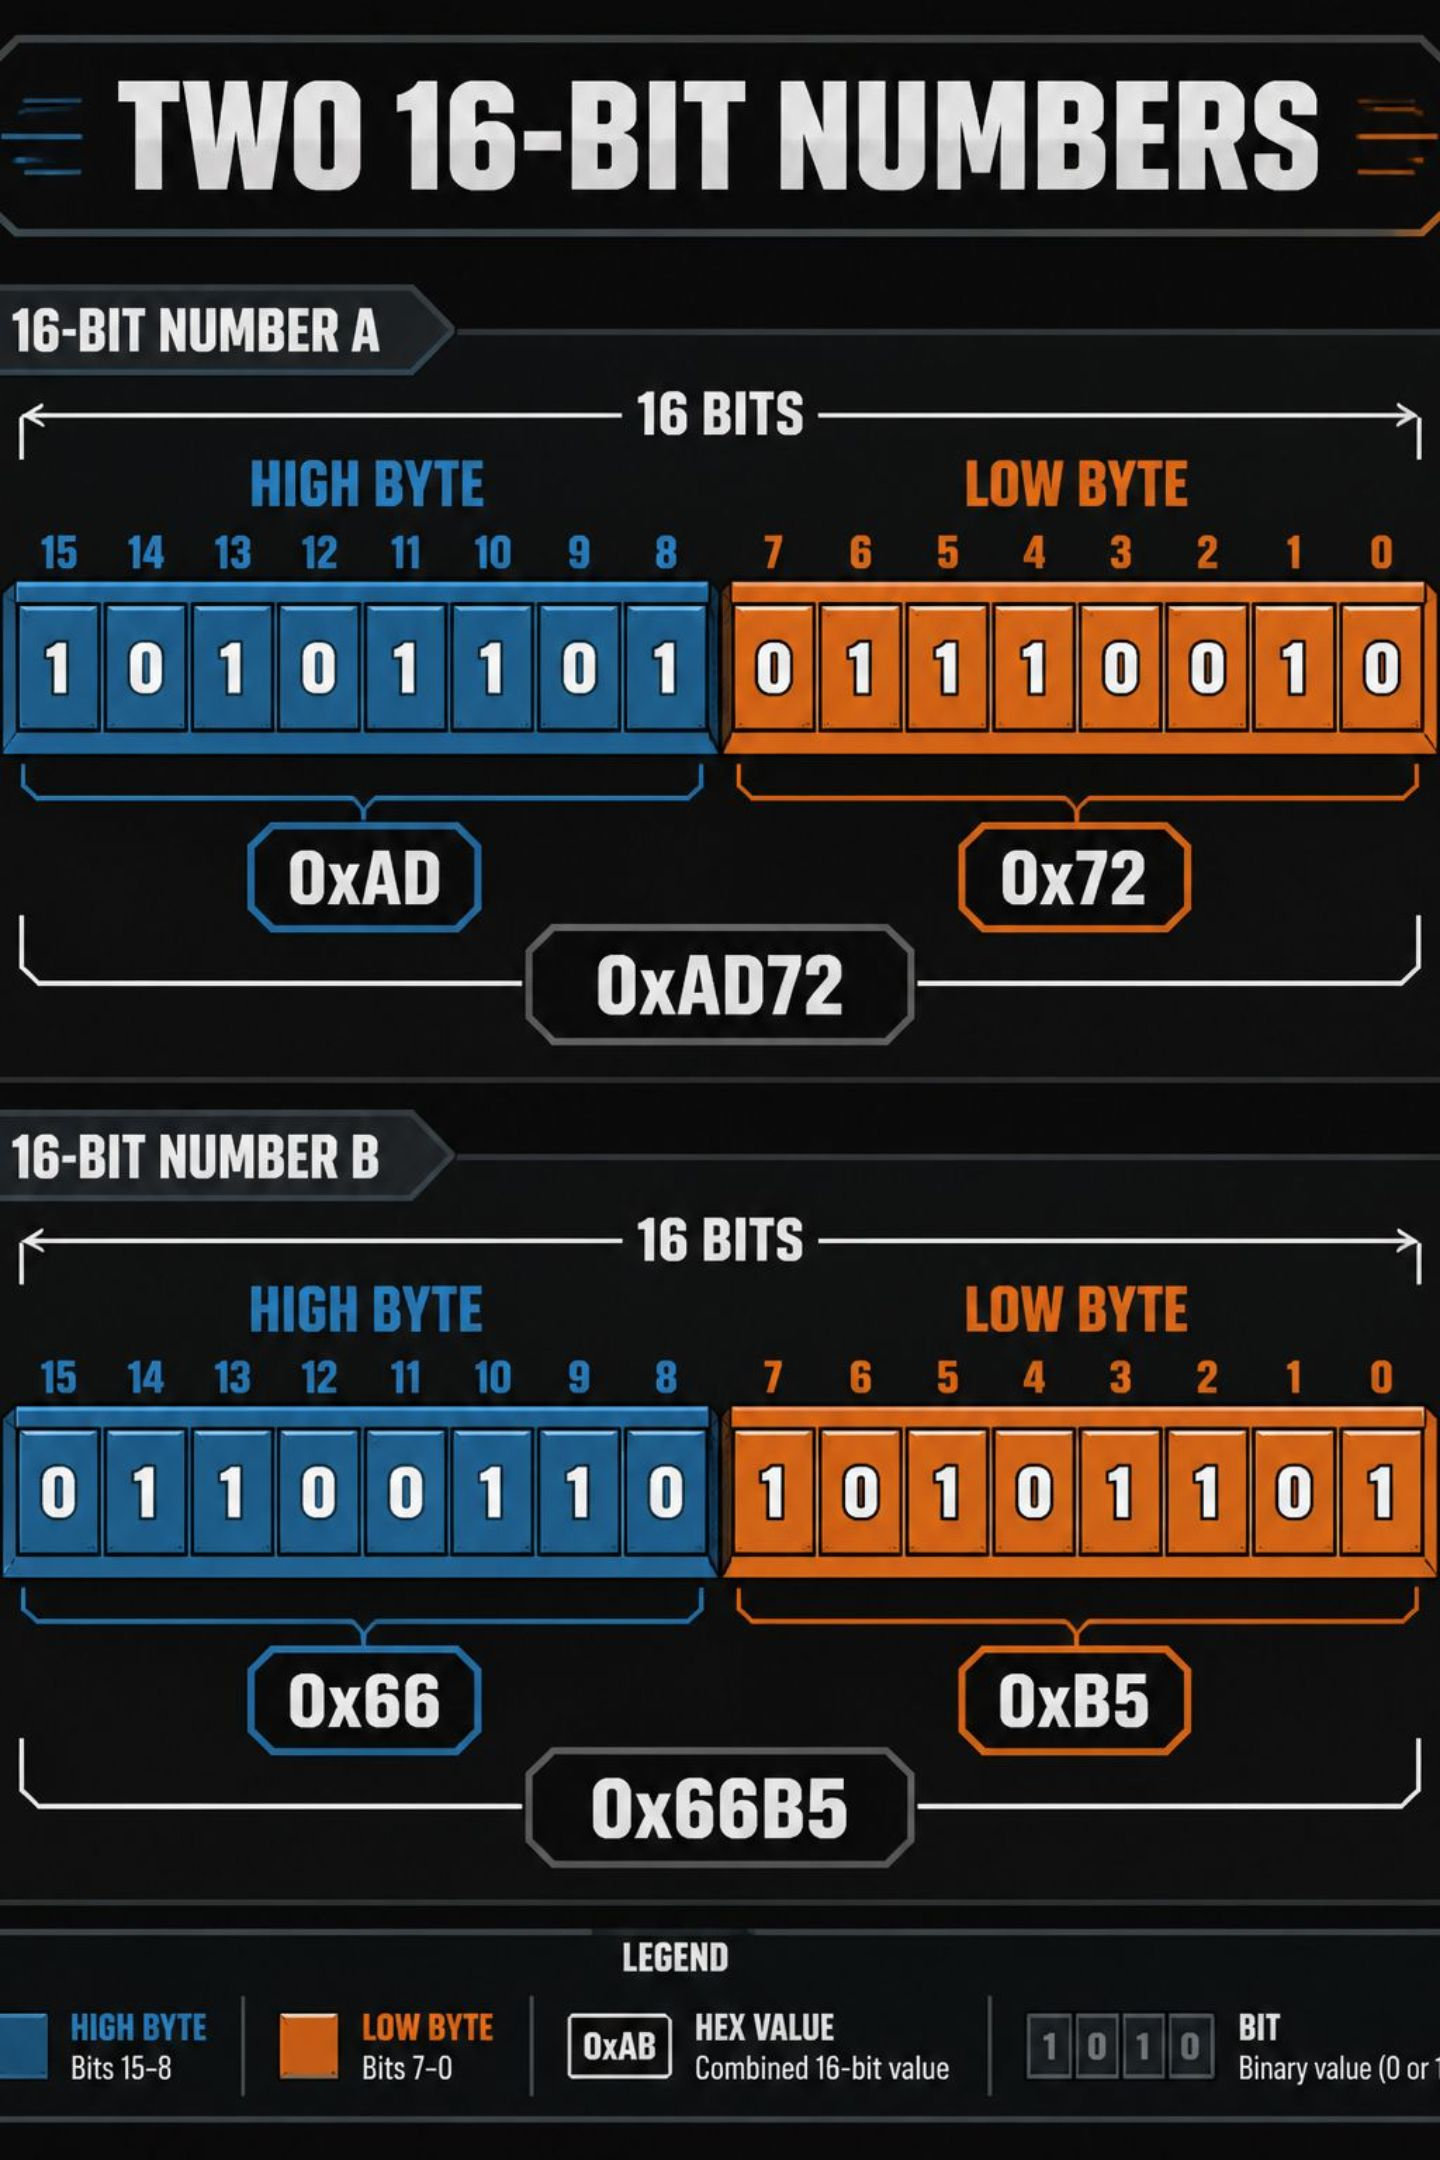 TWO 16-BIT NUMBERS
16-BIT NUMBER A
16 BITS
HIGH BYTE LOW BYTE
15 14 13 12 11 10 9 8 7 6 5 4 3 2 1 0
1 0 1 0 1 1 0 1 0 1 1 1 0 0 1 0
0xAD 0x72
0xAD72
16-BIT NUMBER B
16 BITS
HIGH BYTE LOW BYTE
15 14 13 12 11 10 9 8 7 6 5 4 3 2 1 0
0 1 1 0 0 1 1 0 1 0 1 0 1 1 0 1
0x66 0xB5
0x66B5
LEGEND
HIGH BYTE
Bits 15-8
LOW BYTE
Bits 7-0
0xAB
HEX VALUE
Combined 16-bit value
1 0 1 0
BIT
Binary value (0 or 1